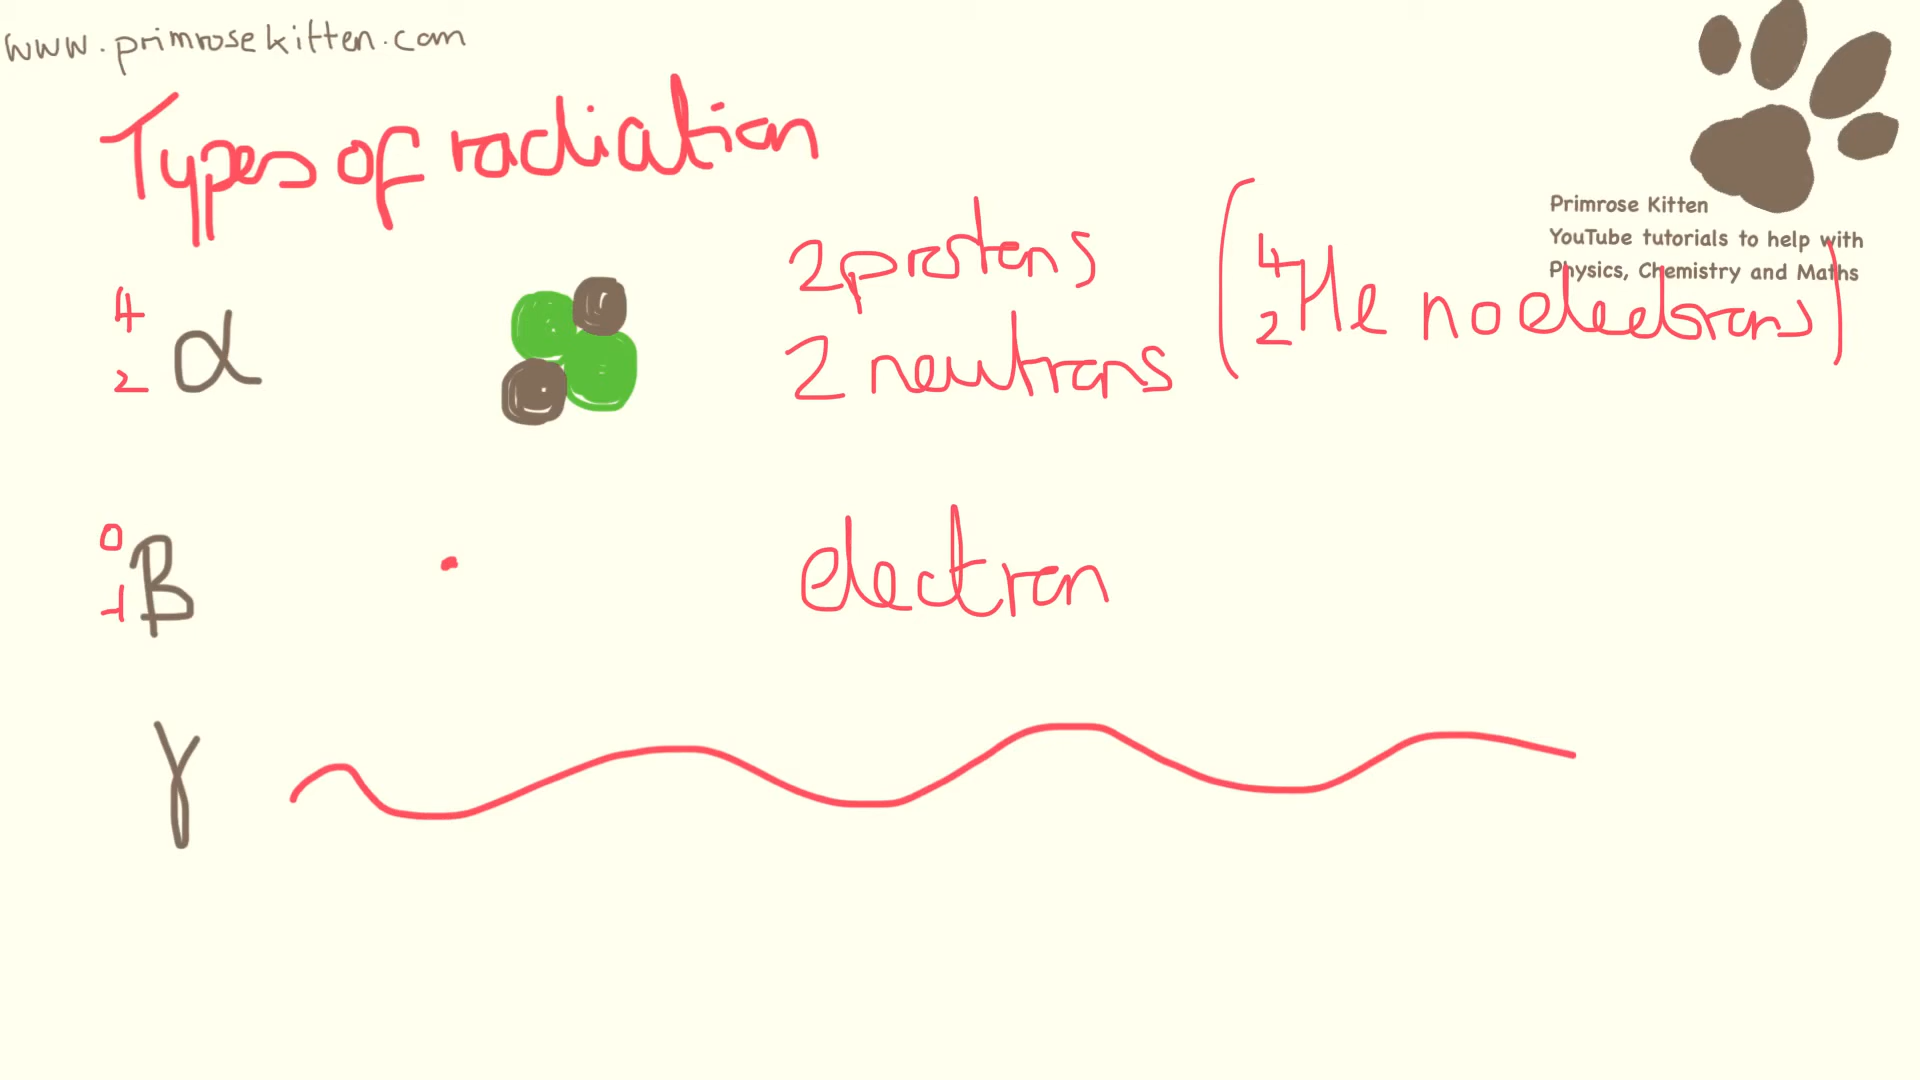 www.primrosekitten.com
Types of radiation
Primrose Kitten
YouTube tutorials to help with
Physics, Chemistry and Maths
4
2 α
2 protons
2 neutrons
(4 2 He no electrons)
0
-1 β
electron
γ